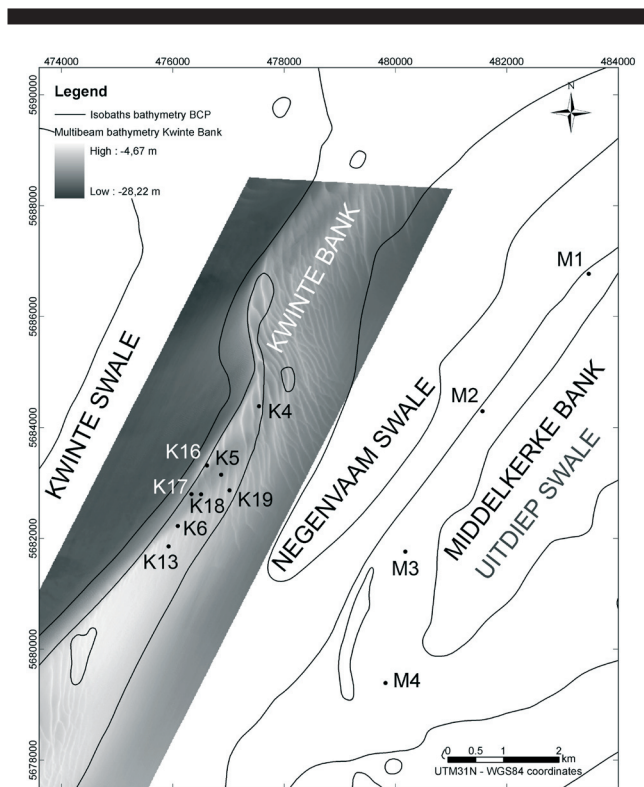 474000 476000 478000 480000 482000 484000
5690000
5688000
5686000
5684000
5682000
5680000
5678000
Legend
Isobaths bathymetry BCP
Multibeam bathymetry Kwinte Bank
High : -4,67 m
Low : -28,22 m
N
KWINTE SWALE
KWINTE BANK
NEGENVAAM SWALE
MIDDELKERKE BANK
UITDIEP SWALE
M1
M2
K4
K16
K5
K17
K18
K19
K6
K13
M3
M4
0 0.5 1 2
km
UTM31N - WGS84 coordinates